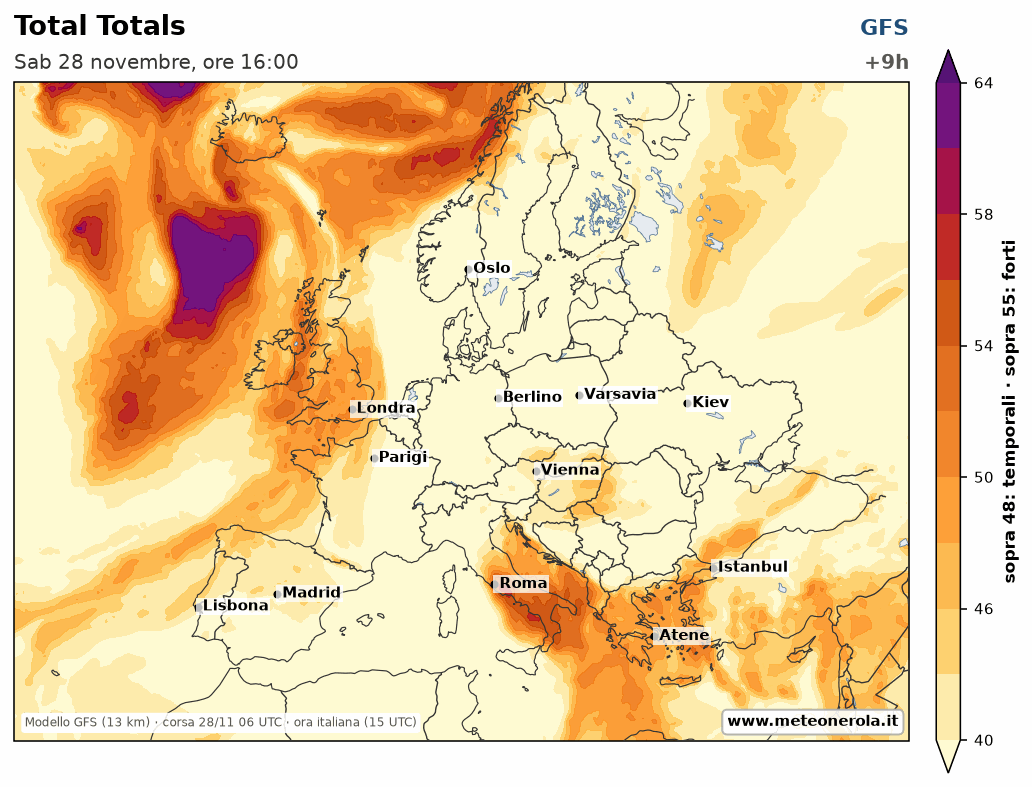 Total Totals
GFS
Sab 28 novembre, ore 16:00
+9h
64
58
54
50
46
40
sopra 48: temporali · sopra 55: forti
Oslo
Berlino
Varsavia
Kiev
Londra
Parigi
Vienna
Istanbul
Roma
Madrid
Lisbona
Atene
Modello GFS (13 km) · corsa 28/11 06 UTC · ora italiana (15 UTC)
www.meteonerola.it